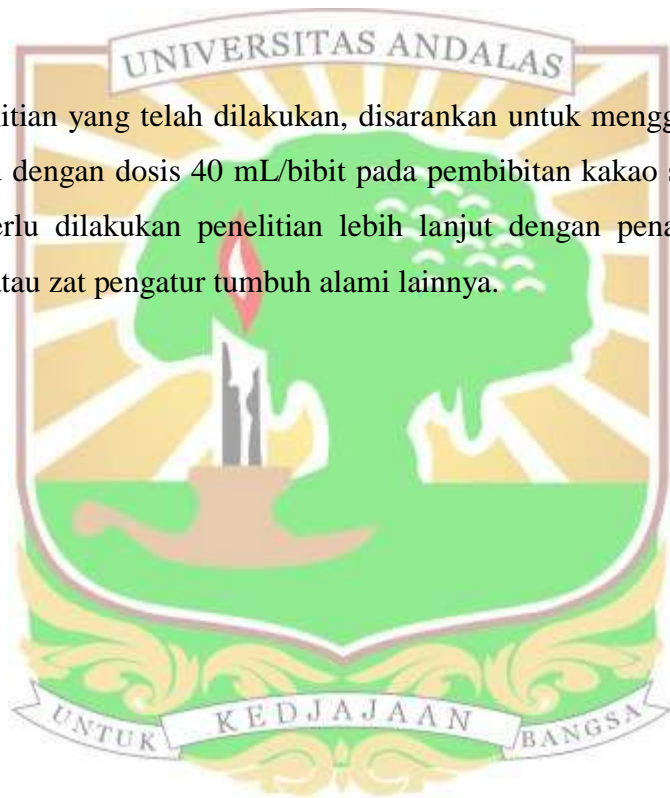 UNIVERSITAS ANDALAS
itian yang telah dilakukan, disarankan untuk mengg
dengan dosis 40 mL/bibit pada pembibitan kakao s
erlu dilakukan penelitian lebih lanjut dengan pena
atau zat pengatur tumbuh alami lainnya.
UNTUK KEDJAJAAN BANGSA